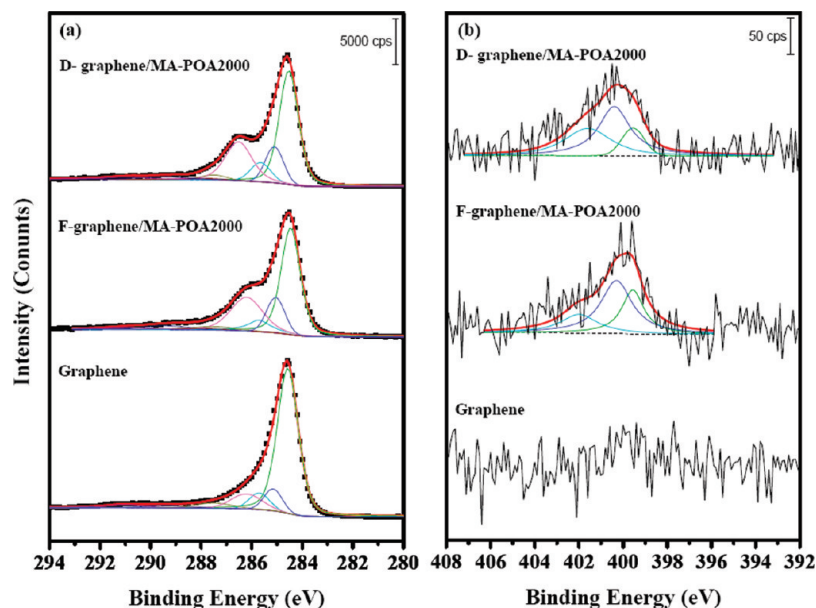 (a)
5000 cps
D- graphene/MA-POA2000
F-graphene/MA-POA2000
Graphene
Intensity (Conunts)
294 292 290 288 286 284 282 280
Binding Energy (eV)
(b)
50 cps
D- graphene/MA-POA2000
F-graphene/MA-POA2000
Graphene
408 406 404 402 400 398 396 394 392
Binding Energy (eV)